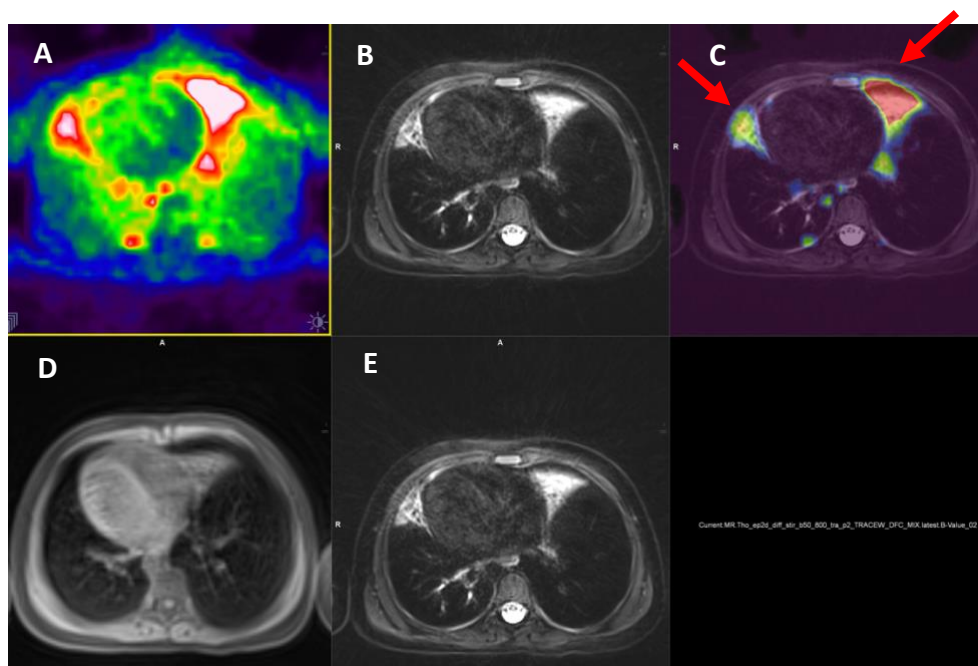 A
B
C
R
R
D
A
E
A
Current.MR.Tho_ep2d_diff_stir_b50_800_tra_p2_TRACEW_DFC_MIX.latest.B-Value_02